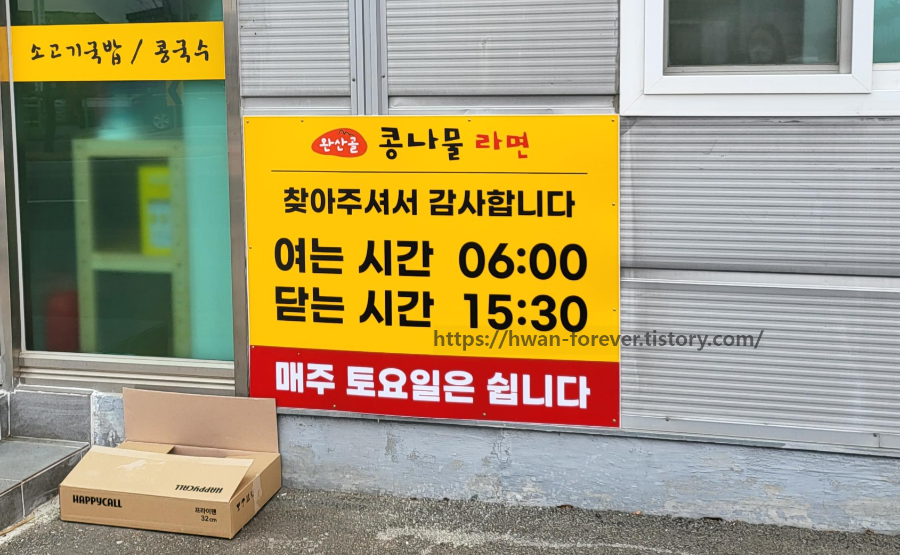 소고기국밥 / 콩국수
완산골 콩나물 라면
찾아주셔서 감사합니다
여는 시간 06:00
닫는 시간 15:30
https://hwan-forever.tistory.com/
매주 토요일은 쉽니다
HAPPYCALL
HAPPYCALL
프라이팬
32cm